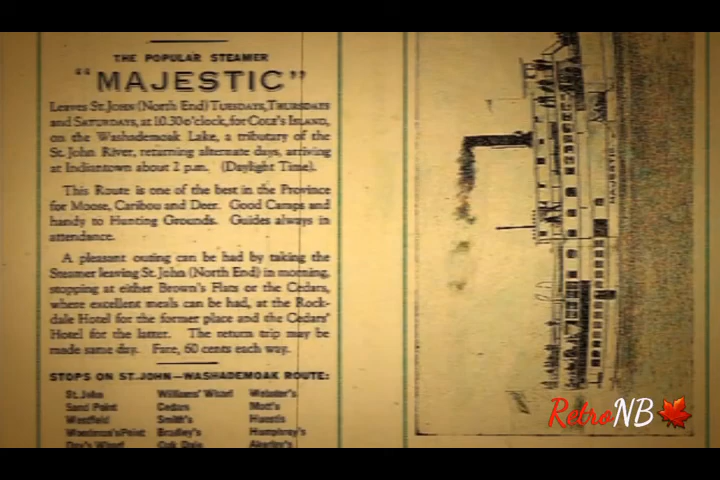 THE POPULAR STEAMER
"MAJESTIC"
Leaves St. John (North End) Tuesdays, Thursdays
and Saturdays, at 10.30 o'clock, for Cole's Island,
on the Washademoak Lake, a tributary of the
St. John River, returning alternate days, arriving
at Indiantown about 2 p.m. (Daylight Time).
This Route is one of the best in the Province
for Moose, Caribou and Deer. Good Camps and
handy to Hunting Grounds. Guides always in
attendance.
A pleasant outing can be had by taking the
Steamer leaving St. John (North End) in morning,
stopping at either Brown's Flats or the Cedars,
where excellent meals can be had, at the Rock-
dale Hotel for the former place and the Cedars'
Hotel for the latter. The return trip may be
made same day. Fare, 60 cents each way.
STOPS ON ST. JOHN—WASHADEMOAK ROUTE:
St. John Williams' Wharf Webster's
Sand Point Cedars Mott's
Westfield Smith's
Woodman's Point Bradley's Humphrey's
Day's Wharf Oak Dale
MAJESTIC
RetroNB